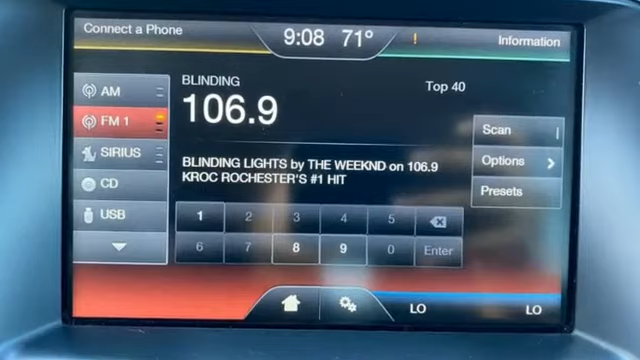 Connect a Phone
9:08 71° !
Information
BLINDING
106.9
Top 40
AM
FM 1
SIRIUS
CD
USB
BLINDING LIGHTS by THE WEEKND on 106.9
KROC ROCHESTER'S #1 HIT
Scan
Options
Presets
1 2 3 4 5
6 7 8 9 0 Enter
LO LO